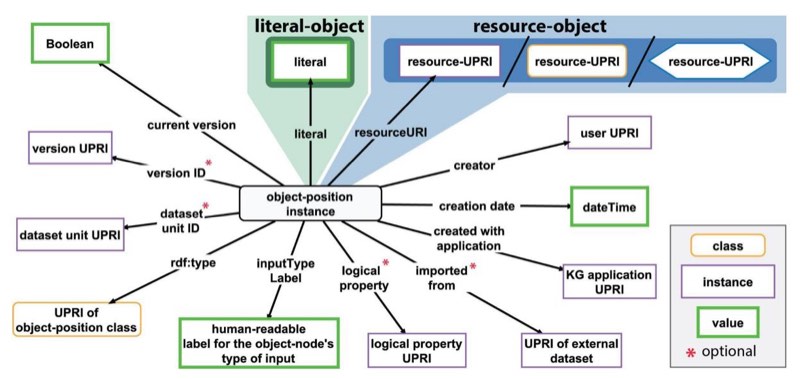 literal-object
resource-object
Boolean
literal
resource-UPRI
resource-UPRI
resource-UPRI
current version
literal
resourceURI
user UPRI
version UPRI
version ID *
creator
object-position
instance
dataset *
unit ID
dataset unit UPRI
creation date
dateTime
created with
application
rdf:type
inputType
Label
logical *
property
imported *
from
KG application
UPRI
class
instance
value
* optional
UPRI of
object-position class
human-readable
label for the object-node's
type of input
logical property
UPRI
UPRI of external
dataset